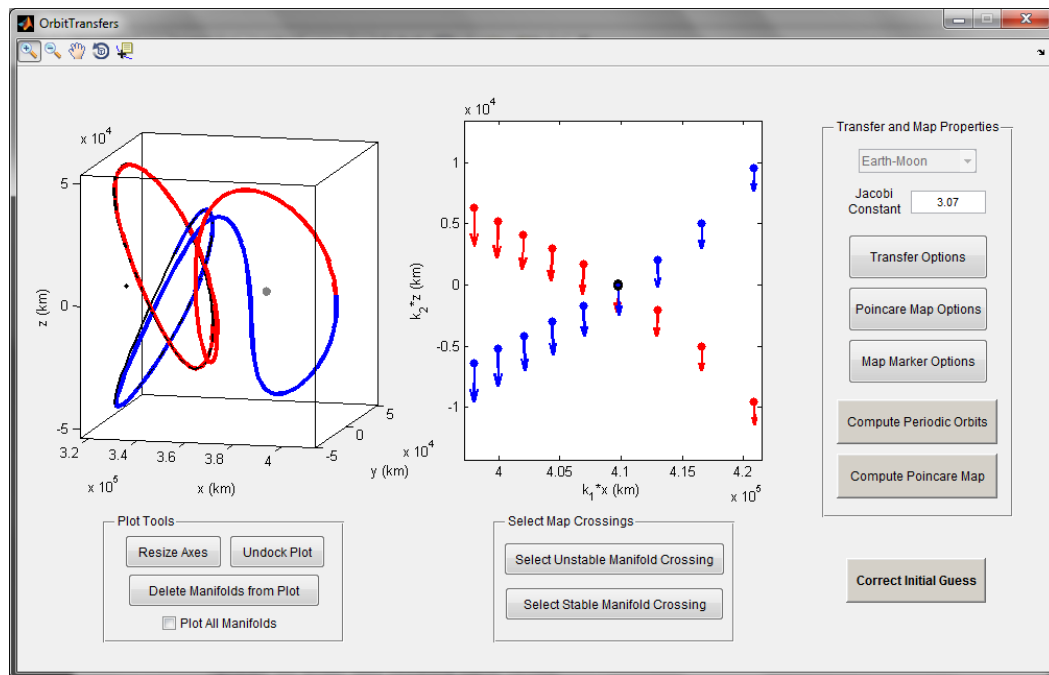 OrbitTransfers
x 10^4
5
0
-5
z (km)
3.2
3.4
3.6
3.8
4
x 10^5
x (km)
-5
0
5
x 10^4
y (km)
x 10^4
1
0.5
0
-0.5
-1
k_2*z (km)
4
4.05
4.1
4.15
4.2
k_1*x (km)
x 10^5
Transfer and Map Properties
Earth-Moon
Jacobi
Constant
3.07
Transfer Options
Poincare Map Options
Map Marker Options
Compute Periodic Orbits
Compute Poincare Map
Plot Tools
Resize Axes
Undock Plot
Delete Manifolds from Plot
Plot All Manifolds
Select Map Crossings
Select Unstable Manifold Crossing
Select Stable Manifold Crossing
Correct Initial Guess